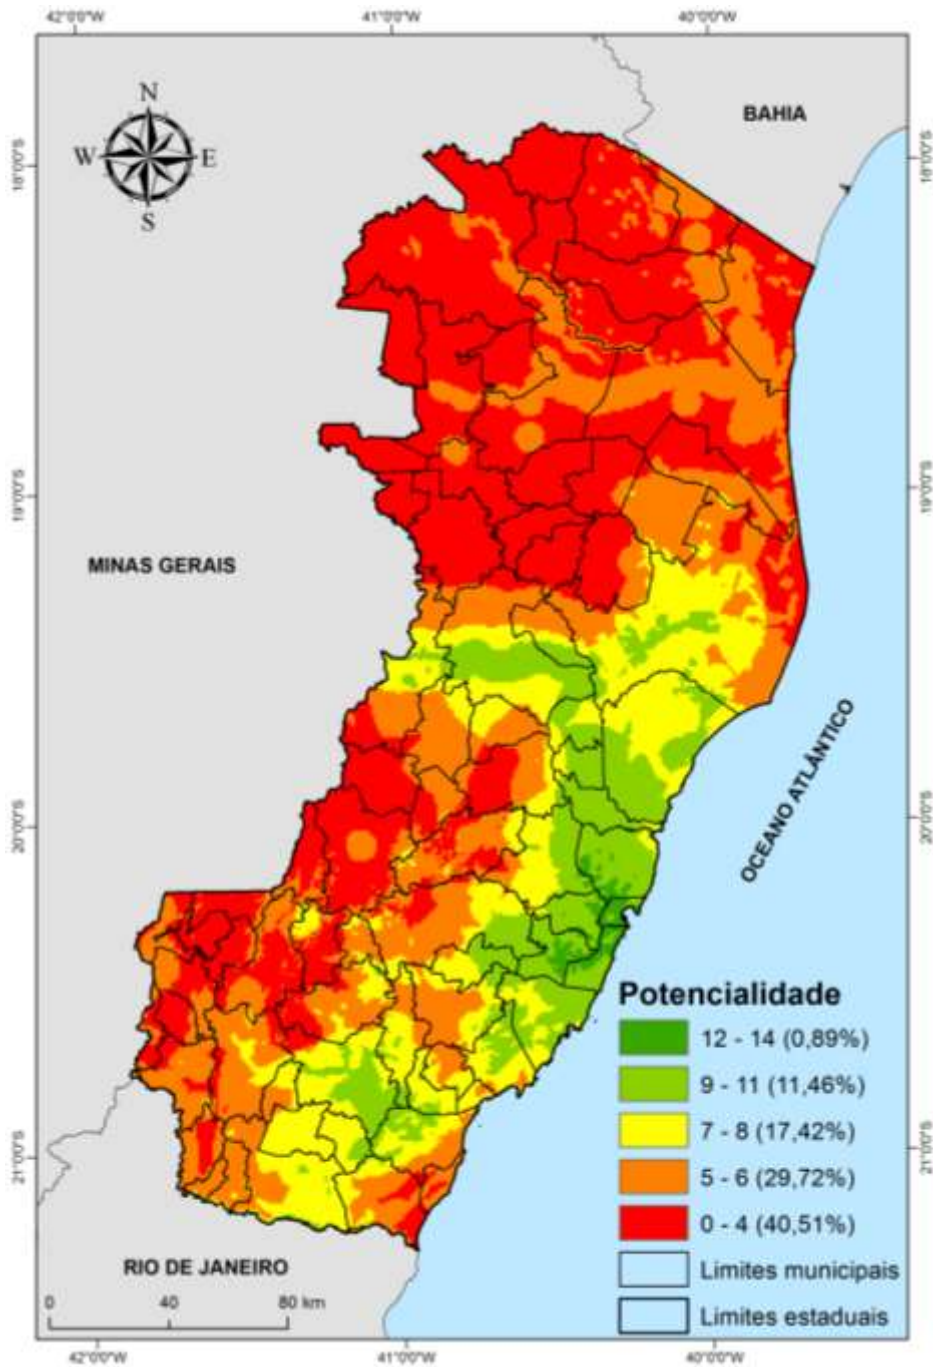 42°0'0"W 41°0'0"W 40°0'0"W
BAHIA
N
W E
S
18°0'0"S 18°0'0"S
19°0'0"S 19°0'0"S
MINAS GERAIS
OCEANO ATLÂNTICO
20°0'0"S 20°0'0"S
Potencialidade
12 - 14 (0,89%)
9 - 11 (11,46%)
7 - 8 (17,42%)
5 - 6 (29,72%)
0 - 4 (40,51%)
Limites municipais
Limites estaduais
21°0'0"S 21°0'0"S
RIO DE JANEIRO
0 40 80 km
42°0'0"W 41°0'0"W 40°0'0"W